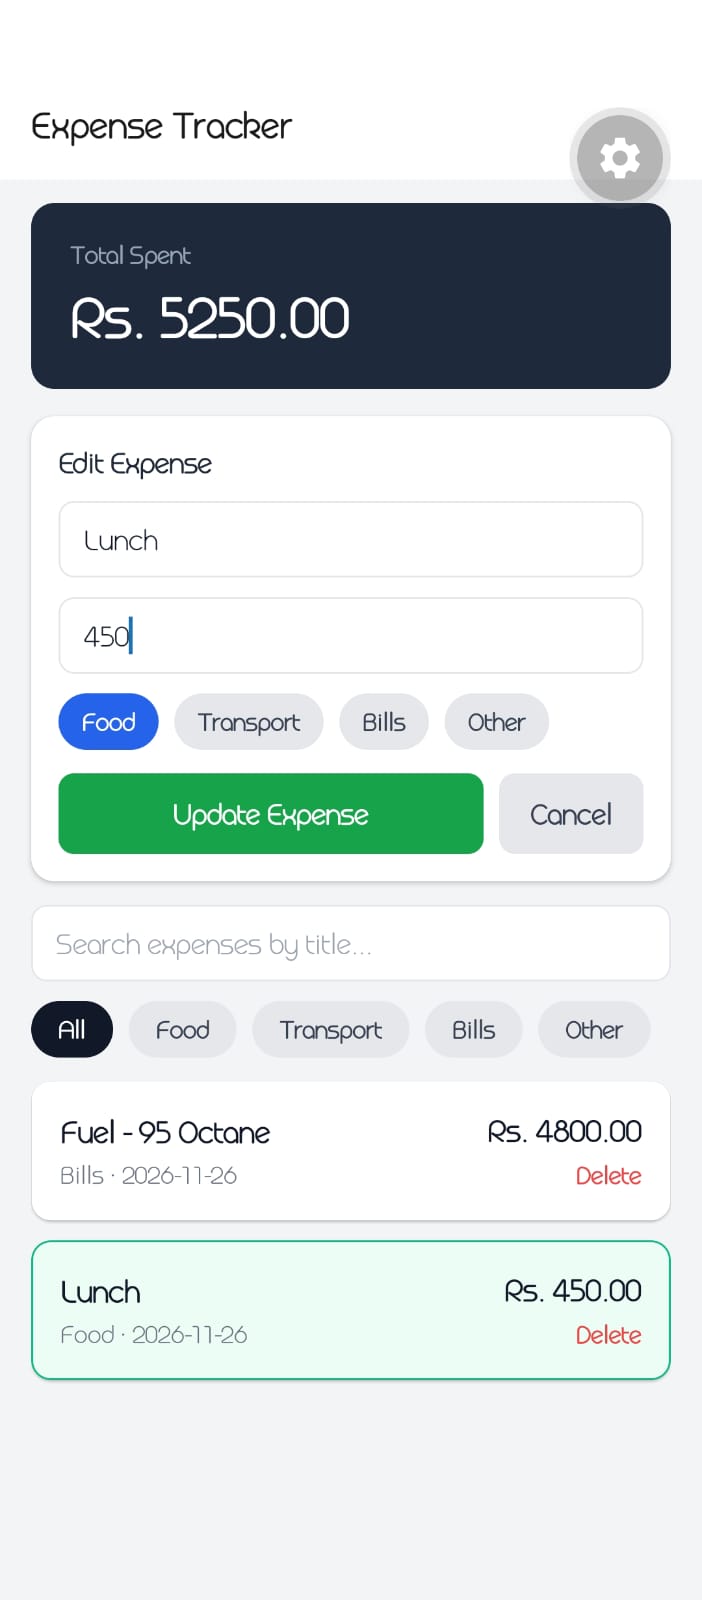 Expense Tracker
Total Spent
Rs. 5250.00
Edit Expense
Lunch
450
Food Transport Bills Other
Update Expense Cancel
Search expenses by title...
All Food Transport Bills Other
Fuel - 95 Octane Rs. 4800.00
Bills · 2026-11-26 Delete
Lunch Rs. 450.00
Food · 2026-11-26 Delete